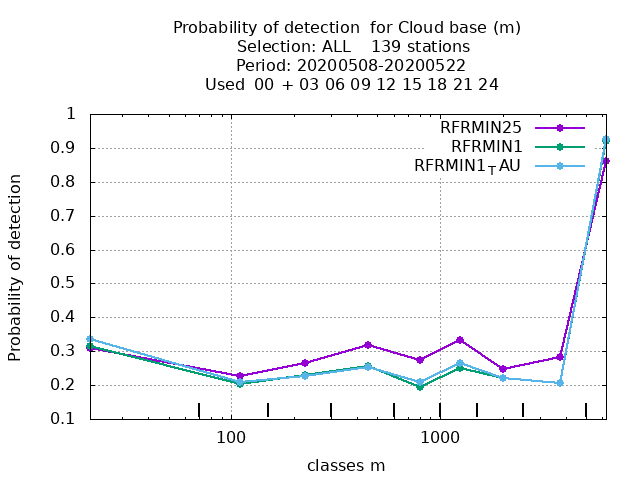 Probability of detection  for Cloud base (m)
Selection: ALL    139 stations
Period: 20200508-20200522
Used  00 + 03 06 09 12 15 18 21 24
RFRMIN25
RFRMIN1
RFRMIN1TAU
1
0.9
0.8
0.7
0.6
0.5
0.4
0.3
0.2
0.1
Probability of detection
100 1000
classes m